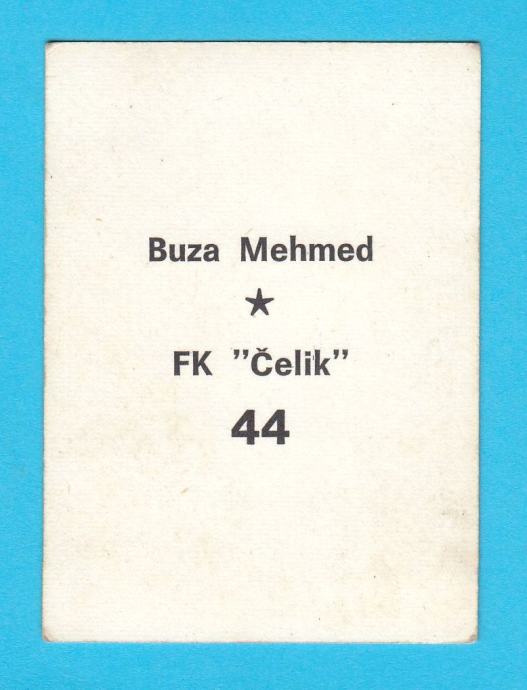 Buza Mehmed
★
FK ”Čelik”
44